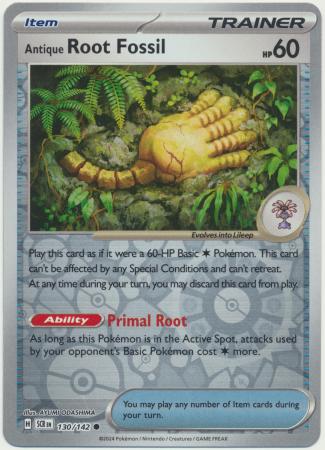 Item
TRAINER
Antique Root Fossil
HP 60
Evolves into Lileep
Play this card as if it were a 60-HP Basic Pokémon. This card
can't be affected by any Special Conditions and can't retreat.
At any time during your turn, you may discard this card from play.
Ability Primal Root
As long as this Pokémon is in the Active Spot, attacks
used by your opponent's Basic Pokémon cost more.
You may play any number of Item cards
during your turn.
illus. AYUMI ODASHIMA
H SCR EN 130/142
©2024 Pokémon / Nintendo / Creatures / GAME FREAK